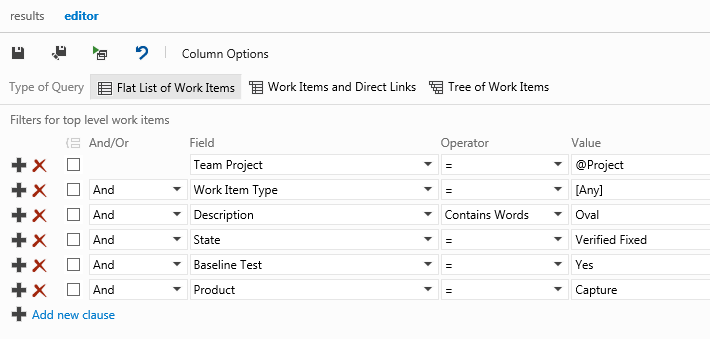 results editor
Column Options
Type of Query Flat List of Work Items Work Items and Direct Links Tree of Work Items
Filters for top level work items
And/Or Field Operator Value
Team Project = @Project
And Work Item Type = [Any]
And Description Contains Words Oval
And State = Verified Fixed
And Baseline Test = Yes
And Product = Capture
Add new clause